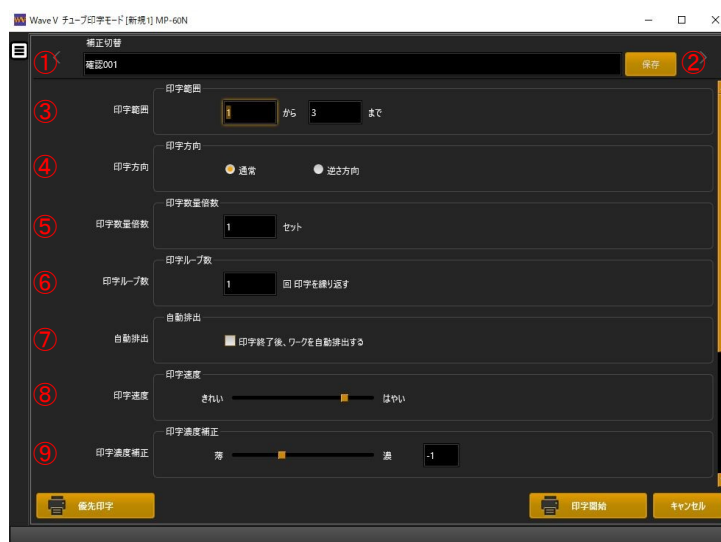 WV Wave V チューブ印字モード [新規1] MP-60N
補正切替
① 確認001 保存 ②
印字範囲
③ 印字範囲 1 から 3 まで
印字方向
④ 印字方向 通常 逆さ方向
印字数量倍数
⑤ 印字数量倍数 1 セット
印字ループ数
⑥ 印字ループ数 1 回 印字を繰り返す
自動排出
⑦ 自動排出 印字終了後、ワークを自動排出する
印字速度
⑧ 印字速度 きれい はやい
印字濃度補正
⑨ 印字濃度補正 薄 濃 -1
優先印字 印字開始 キャンセル